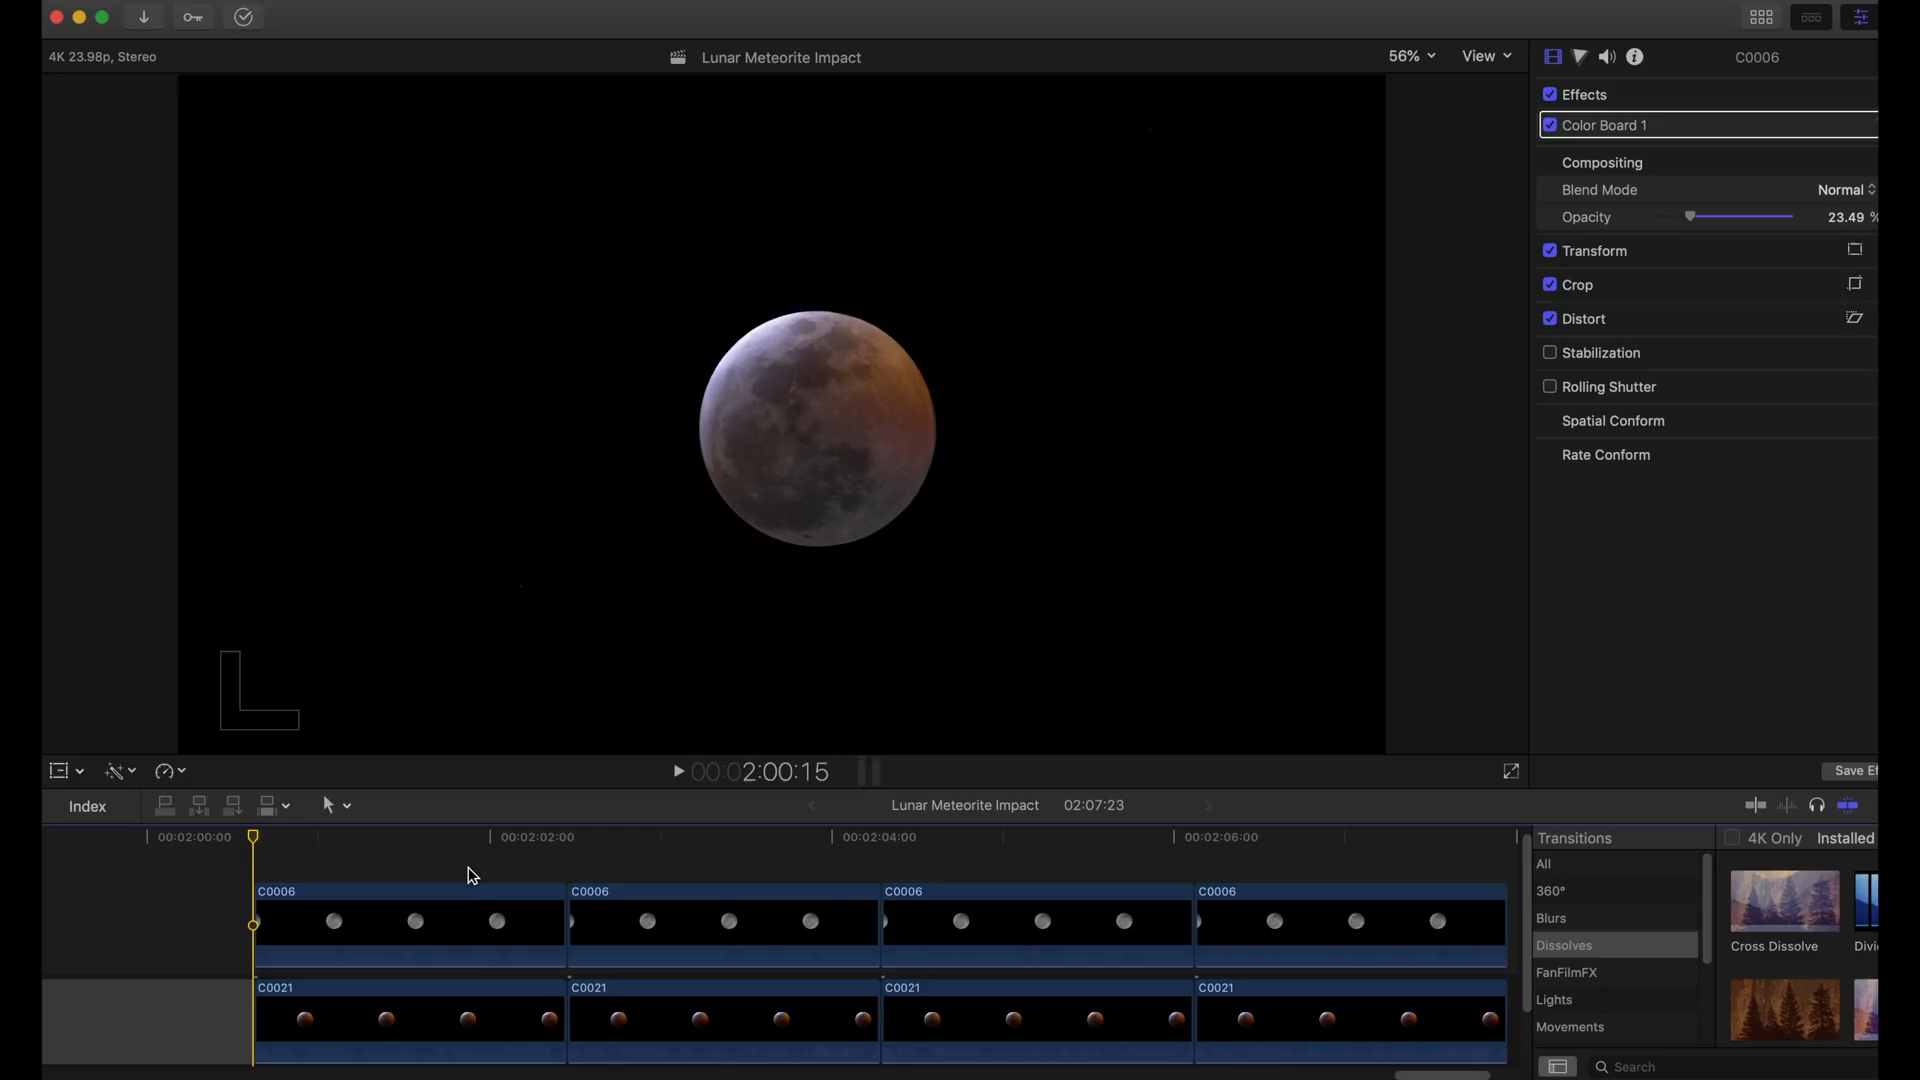 4K 23.98p, Stereo
Lunar Meteorite Impact
56%
View
C0006
Effects
Color Board 1
Compositing
Blend Mode
Normal
Opacity
23.49 %
Transform
Crop
Distort
Stabilization
Rolling Shutter
Spatial Conform
Rate Conform
00:02:00:15
Save Ef
Index
Lunar Meteorite Impact
02:07:23
00:02:00:00
00:02:02:00
00:02:04:00
00:02:06:00
C0006
C0006
C0006
C0006
C0021
C0021
C0021
C0021
Transitions
4K Only
Installed
All
360°
Blurs
Dissolves
FanFilmFX
Lights
Movements
Cross Dissolve
Divi
Search